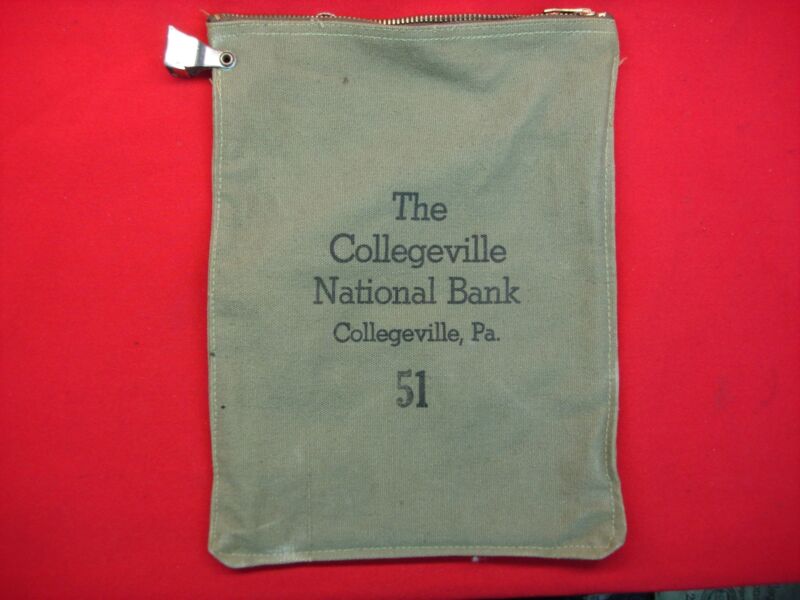 The
Collegeville
National Bank
Collegeville, Pa.
51